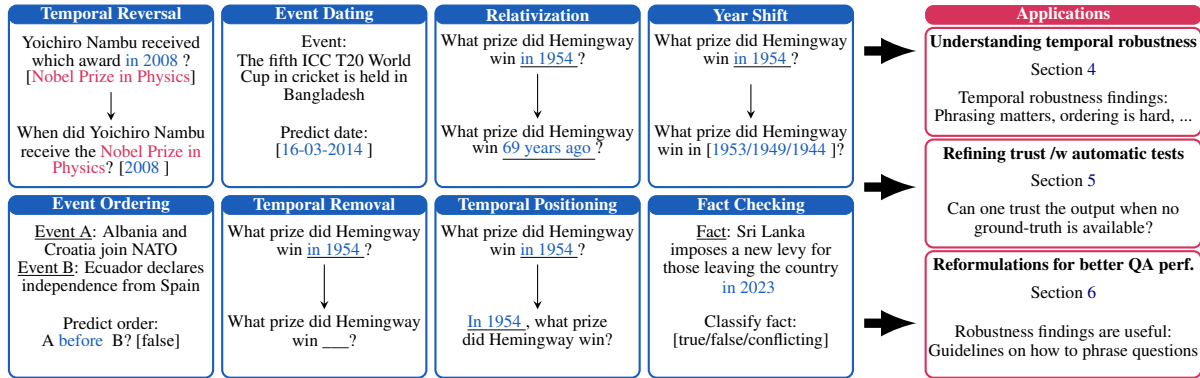 Temporal Reversal
Yoichiro Nambu received
which award in 2008 ?
[Nobel Prize in Physics]
When did Yoichiro Nambu
receive the Nobel Prize in
Physics? [2008 ]
Event Dating
Event:
The fifth ICC T20 World
Cup in cricket is held in
Bangladesh
Predict date:
[16-03-2014 ]
Relativization
What prize did Hemingway
win in 1954 ?
What prize did Hemingway
win 69 years ago ?
Year Shift
What prize did Hemingway
win in 1954 ?
What prize did Hemingway
win in [1953/1949/1944 ]?
Event Ordering
Event A: Albania and
Croatia join NATO
Event B: Ecuador declares
independence from Spain
Predict order:
A before B? [false]
Temporal Removal
What prize did Hemingway
win in 1954 ?
What prize did Hemingway
win ___?
Temporal Positioning
What prize did Hemingway
win in 1954 ?
In 1954 , what prize
did Hemingway win?
Fact Checking
Fact: Sri Lanka
imposes a new levy for
those leaving the country
in 2023
Classify fact:
[true/false/conflicting]
Applications
Understanding temporal robustness
Section 4
Temporal robustness findings:
Phrasing matters, ordering is hard, ...
Refining trust /w automatic tests
Section 5
Can one trust the output when no
ground-truth is available?
Reformulations for better QA perf.
Section 6
Robustness findings are useful:
Guidelines on how to phrase questions